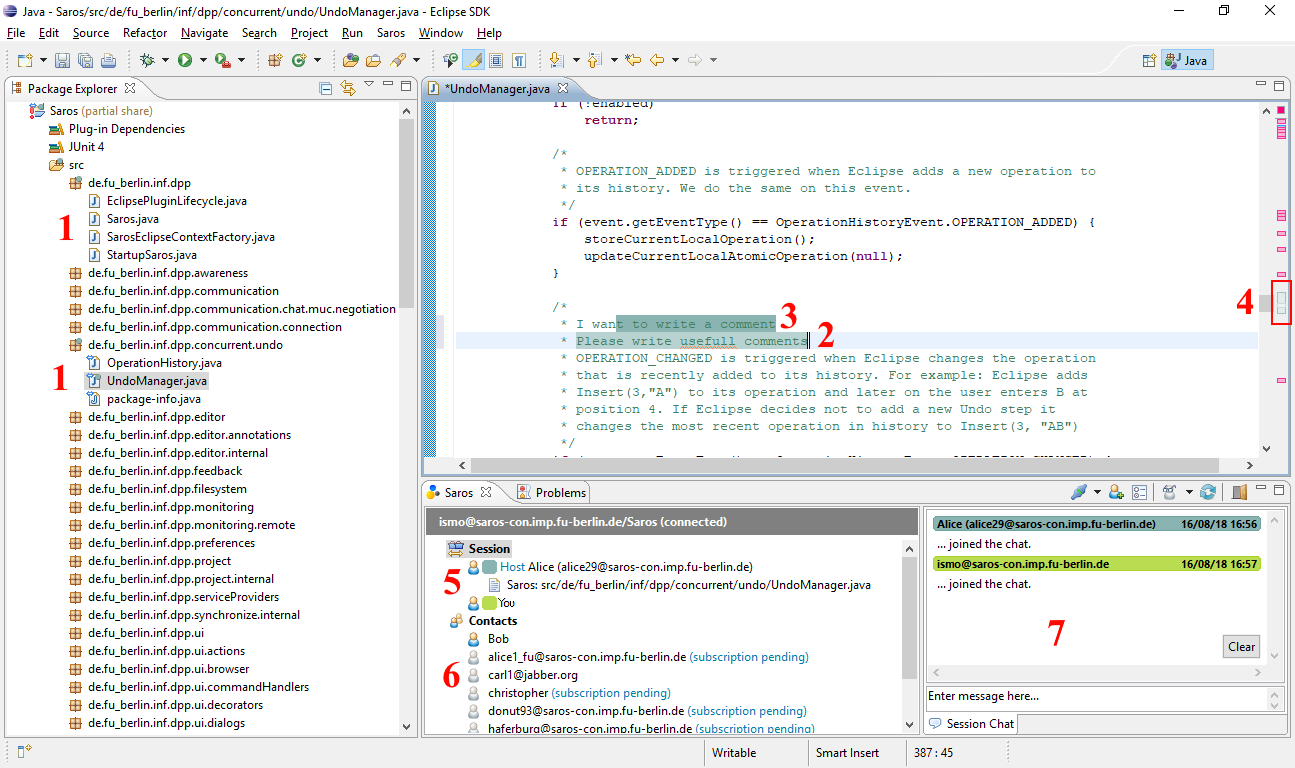 Java - Saros/src/de/fu_berlin/inf/dpp/concurrent/undo/UndoManager.java - Eclipse SDK
File Edit Source Refactor Navigate Search Project Run Saros Window Help
Java
Package Explorer
Saros (partial share)
Plug-in Dependencies
JUnit 4
src
de.fu_berlin.inf.dpp
EclipsePluginLifecycle.java
Saros.java
1
SarosEclipseContextFactory.java
StartupSaros.java
de.fu_berlin.inf.dpp.awareness
de.fu_berlin.inf.dpp.communication
de.fu_berlin.inf.dpp.communication.chat.muc.negotiation
de.fu_berlin.inf.dpp.communication.connection
de.fu_berlin.inf.dpp.concurrent.undo
OperationHistory.java
1
UndoManager.java
package-info.java
de.fu_berlin.inf.dpp.editor
de.fu_berlin.inf.dpp.editor.annotations
de.fu_berlin.inf.dpp.editor.internal
de.fu_berlin.inf.dpp.feedback
de.fu_berlin.inf.dpp.filesystem
de.fu_berlin.inf.dpp.monitoring
de.fu_berlin.inf.dpp.monitoring.remote
de.fu_berlin.inf.dpp.preferences
de.fu_berlin.inf.dpp.project
de.fu_berlin.inf.dpp.project.internal
de.fu_berlin.inf.dpp.serviceProviders
de.fu_berlin.inf.dpp.synchronize.internal
de.fu_berlin.inf.dpp.ui
de.fu_berlin.inf.dpp.ui.actions
de.fu_berlin.inf.dpp.ui.browser
de.fu_berlin.inf.dpp.ui.commandHandlers
de.fu_berlin.inf.dpp.ui.decorators
de.fu_berlin.inf.dpp.ui.dialogs
*UndoManager.java
if (!enabled)
return;
/*
* OPERATION_ADDED is triggered when Eclipse adds a new operation to
* its history. We do the same on this event.
*/
if (event.getEventType() == OperationHistoryEvent.OPERATION_ADDED) {
storeCurrentLocalOperation();
updateCurrentLocalAtomicOperation(null);
}
/*
* I want to write a comment 3
* Please write usefull comments 2
* OPERATION_CHANGED is triggered when Eclipse changes the operation
* that is recently added to its history. For example: Eclipse adds
* Insert(3,"A") to its operation and later on the user enters B at
* position 4. If Eclipse decides not to add a new Undo step it
* changes the most recent operation in history to Insert(3, "AB")
*/
4
Saros Problems
ismo@saros-con.imp.fu-berlin.de/Saros (connected)
Session
Host Alice (alice29@saros-con.imp.fu-berlin.de)
5
Saros: src/de/fu_berlin/inf/dpp/concurrent/undo/UndoManager.java
You
Contacts
Bob
alice1_fu@saros-con.imp.fu-berlin.de (subscription pending)
6
carl1@jabber.org
christopher (subscription pending)
donut93@saros-con.imp.fu-berlin.de (subscription pending)
haferburg@saros-con.imp.fu-berlin.de (subscription pending)
Alice (alice29@saros-con.imp.fu-berlin.de) 16/08/18 16:56
... joined the chat.
ismo@saros-con.imp.fu-berlin.de 16/08/18 16:57
... joined the chat.
7
Clear
Enter message here...
Session Chat
Writable Smart Insert 387 : 45